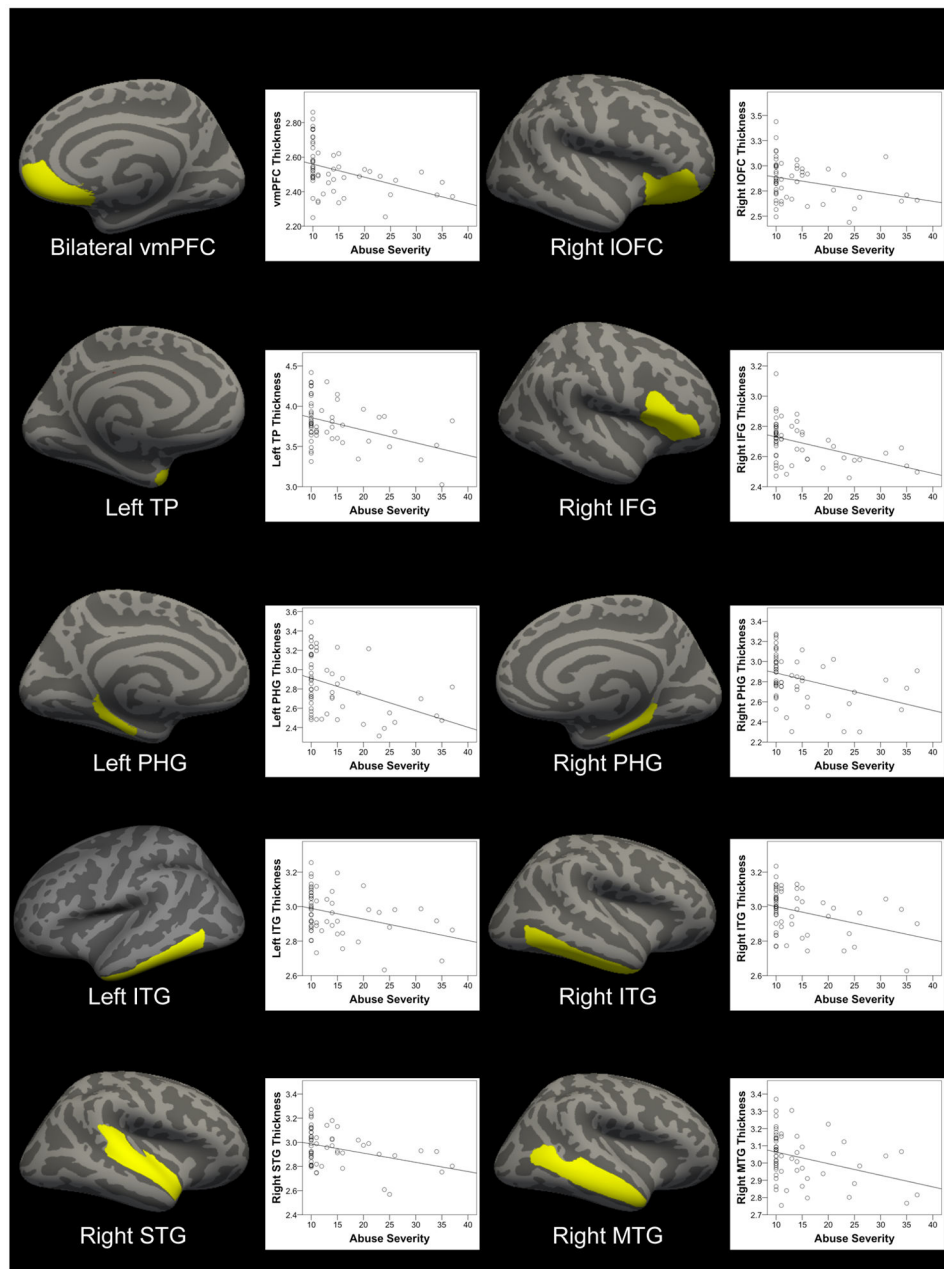 vmPFC Thickness
2.80
2.60
2.40
2.20
10 15 20 25 30 35 40
Abuse Severity
Bilateral vmPFC
Right lOFC Thickness
3.5
3.0
3.0
2.5
2.5
10 15 20 25 30 35 40
Abuse Severity
Right lOFC
Left TP Thickness
4.5
4.0
3.5
3.0
10 15 20 25 30 35 40
Abuse Severity
Left TP
Right IFG Thickness
3.2
3.0
2.8
2.6
2.4
10 15 20 25 30 35 40
Abuse Severity
Right IFG
Left PHG Thickness
3.6
3.4
3.2
3.0
2.8
2.6
2.4
2.2
10 15 20 25 30 35 40
Abuse Severity
Left PHG
Right PHG Thickness
3.4
3.2
3.0
2.8
2.6
2.4
2.2
10 15 20 25 30 35 40
Abuse Severity
Right PHG
Left ITG Thickness
3.2
3.0
2.8
2.6
10 15 20 25 30 35 40
Abuse Severity
Left ITG
Right ITG Thickness
3.2
3.0
2.8
2.6
10 15 20 25 30 35 40
Abuse Severity
Right ITG
Right STG Thickness
3.4
3.2
3.0
2.8
2.6
2.4
10 15 20 25 30 35 40
Abuse Severity
Right STG
Right MTG Thickness
3.4
3.3
3.2
3.1
3.0
2.9
2.8
2.7
10 15 20 25 30 35 40
Abuse Severity
Right MTG